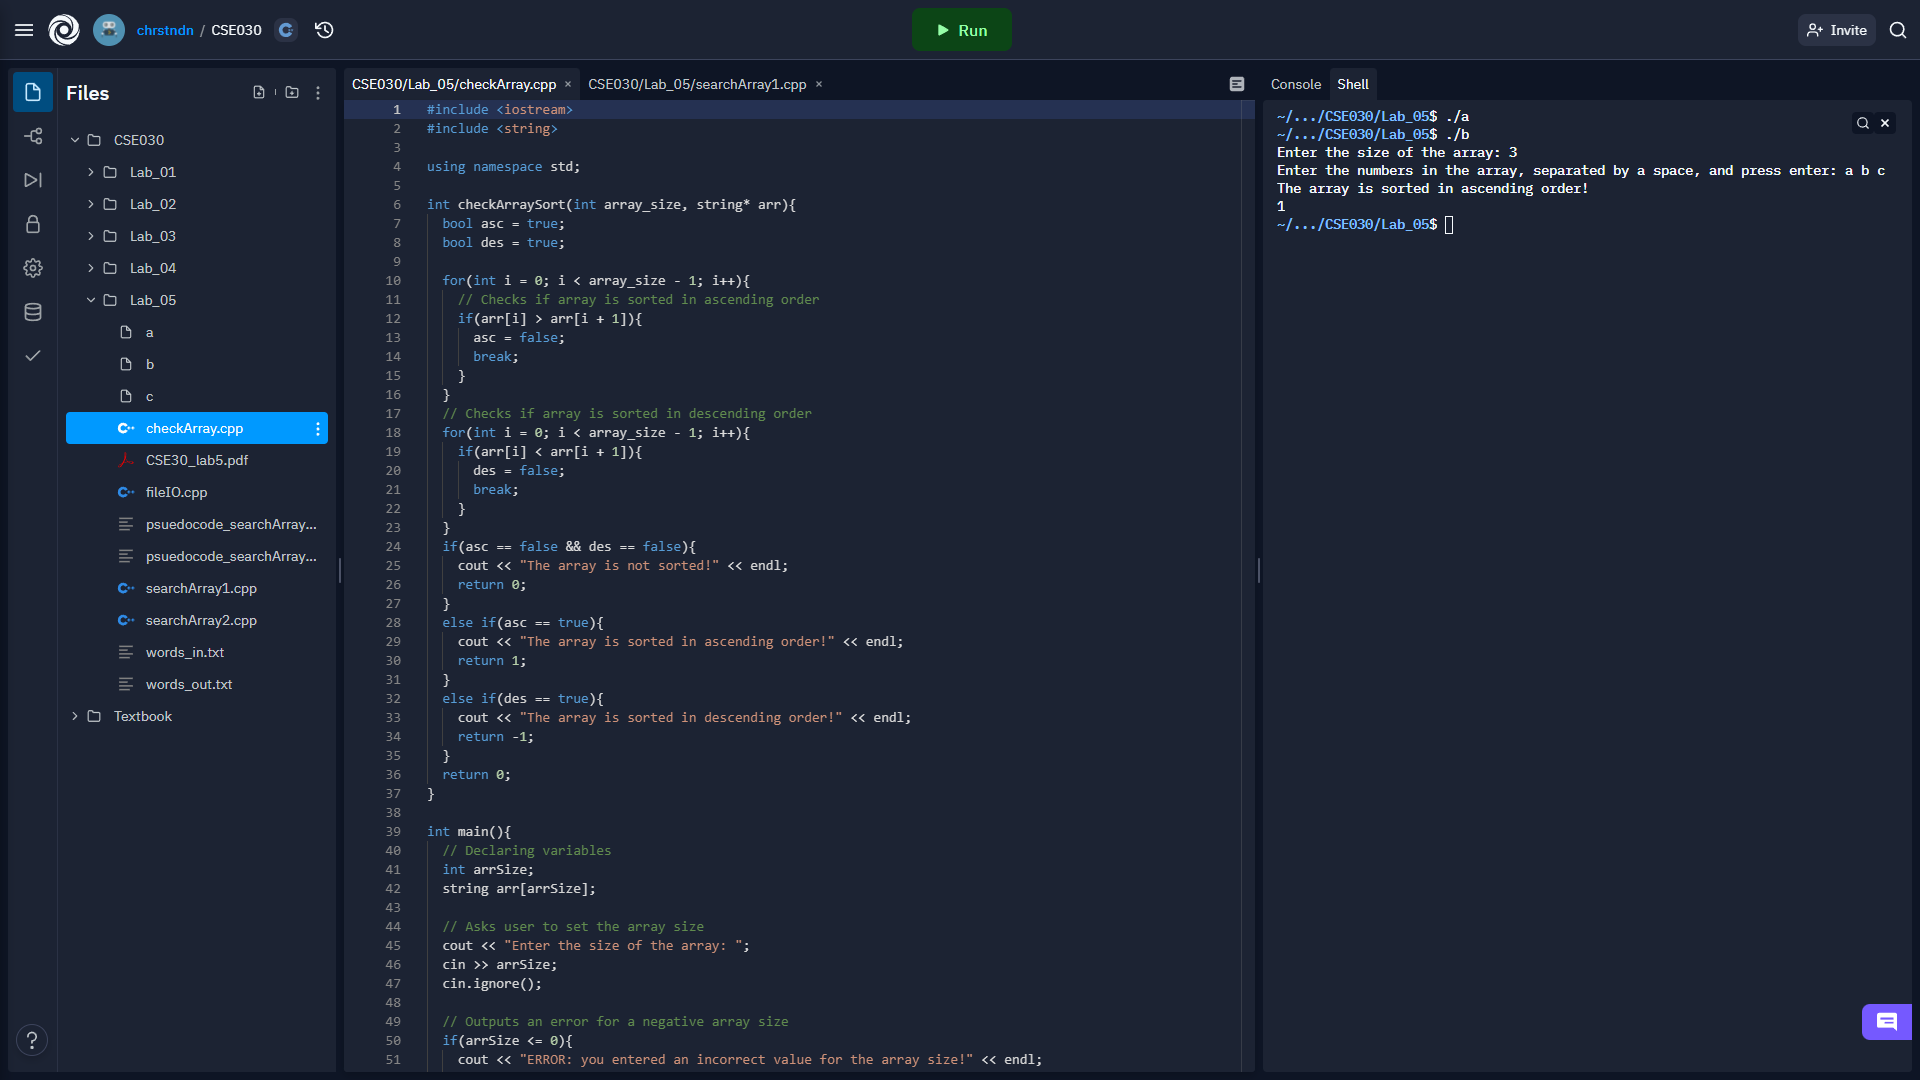 chrstndn / CSE030
Run
Invite
Files
CSE030
Lab_01
Lab_02
Lab_03
Lab_04
Lab_05
a
b
c
checkArray.cpp
CSE30_lab5.pdf
fileIO.cpp
psuedocode_searchArray...
psuedocode_searchArray...
searchArray1.cpp
searchArray2.cpp
words_in.txt
words_out.txt
Textbook
?
CSE030/Lab_05/checkArray.cpp × CSE030/Lab_05/searchArray1.cpp ×
1 #include <iostream>
2 #include <string>
3
4 using namespace std;
5
6 int checkArraySort(int array_size, string* arr){
7 bool asc = true;
8 bool des = true;
9
10 for(int i = 0; i < array_size - 1; i++){
11 // Checks if array is sorted in ascending order
12 if(arr[i] > arr[i + 1]){
13 asc = false;
14 break;
15 }
16 }
17 // Checks if array is sorted in descending order
18 for(int i = 0; i < array_size - 1; i++){
19 if(arr[i] < arr[i + 1]){
20 des = false;
21 break;
22 }
23 }
24 if(asc == false && des == false){
25 cout << "The array is not sorted!" << endl;
26 return 0;
27 }
28 else if(asc == true){
29 cout << "The array is sorted in ascending order!" << endl;
30 return 1;
31 }
32 else if(des == true){
33 cout << "The array is sorted in descending order!" << endl;
34 return -1;
35 }
36 return 0;
37 }
38
39 int main(){
40 // Declaring variables
41 int arrSize;
42 string arr[arrSize];
43
44 // Asks user to set the array size
45 cout << "Enter the size of the array: ";
46 cin >> arrSize;
47 cin.ignore();
48
49 // Outputs an error for a negative array size
50 if(arrSize <= 0){
51 cout << "ERROR: you entered an incorrect value for the array size!" << endl;
Console Shell
~/.../CSE030/Lab_05$ ./a
~/.../CSE030/Lab_05$ ./b
Enter the size of the array: 3
Enter the numbers in the array, separated by a space, and press enter: a b c
The array is sorted in ascending order!
1
~/.../CSE030/Lab_05$